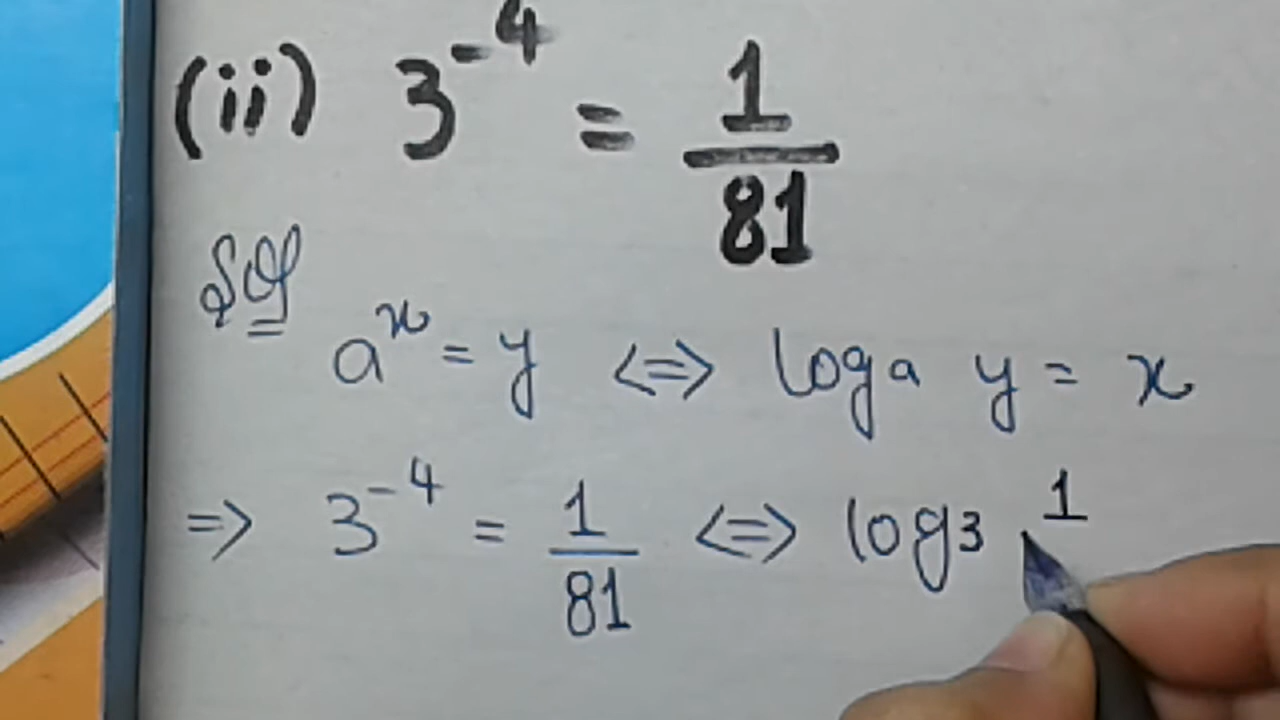 (ii) 3⁻⁴ = 1/81
Sol
aˣ = y <=> logₐ y = x
=> 3⁻⁴ = 1/81 <=> log₃ 1